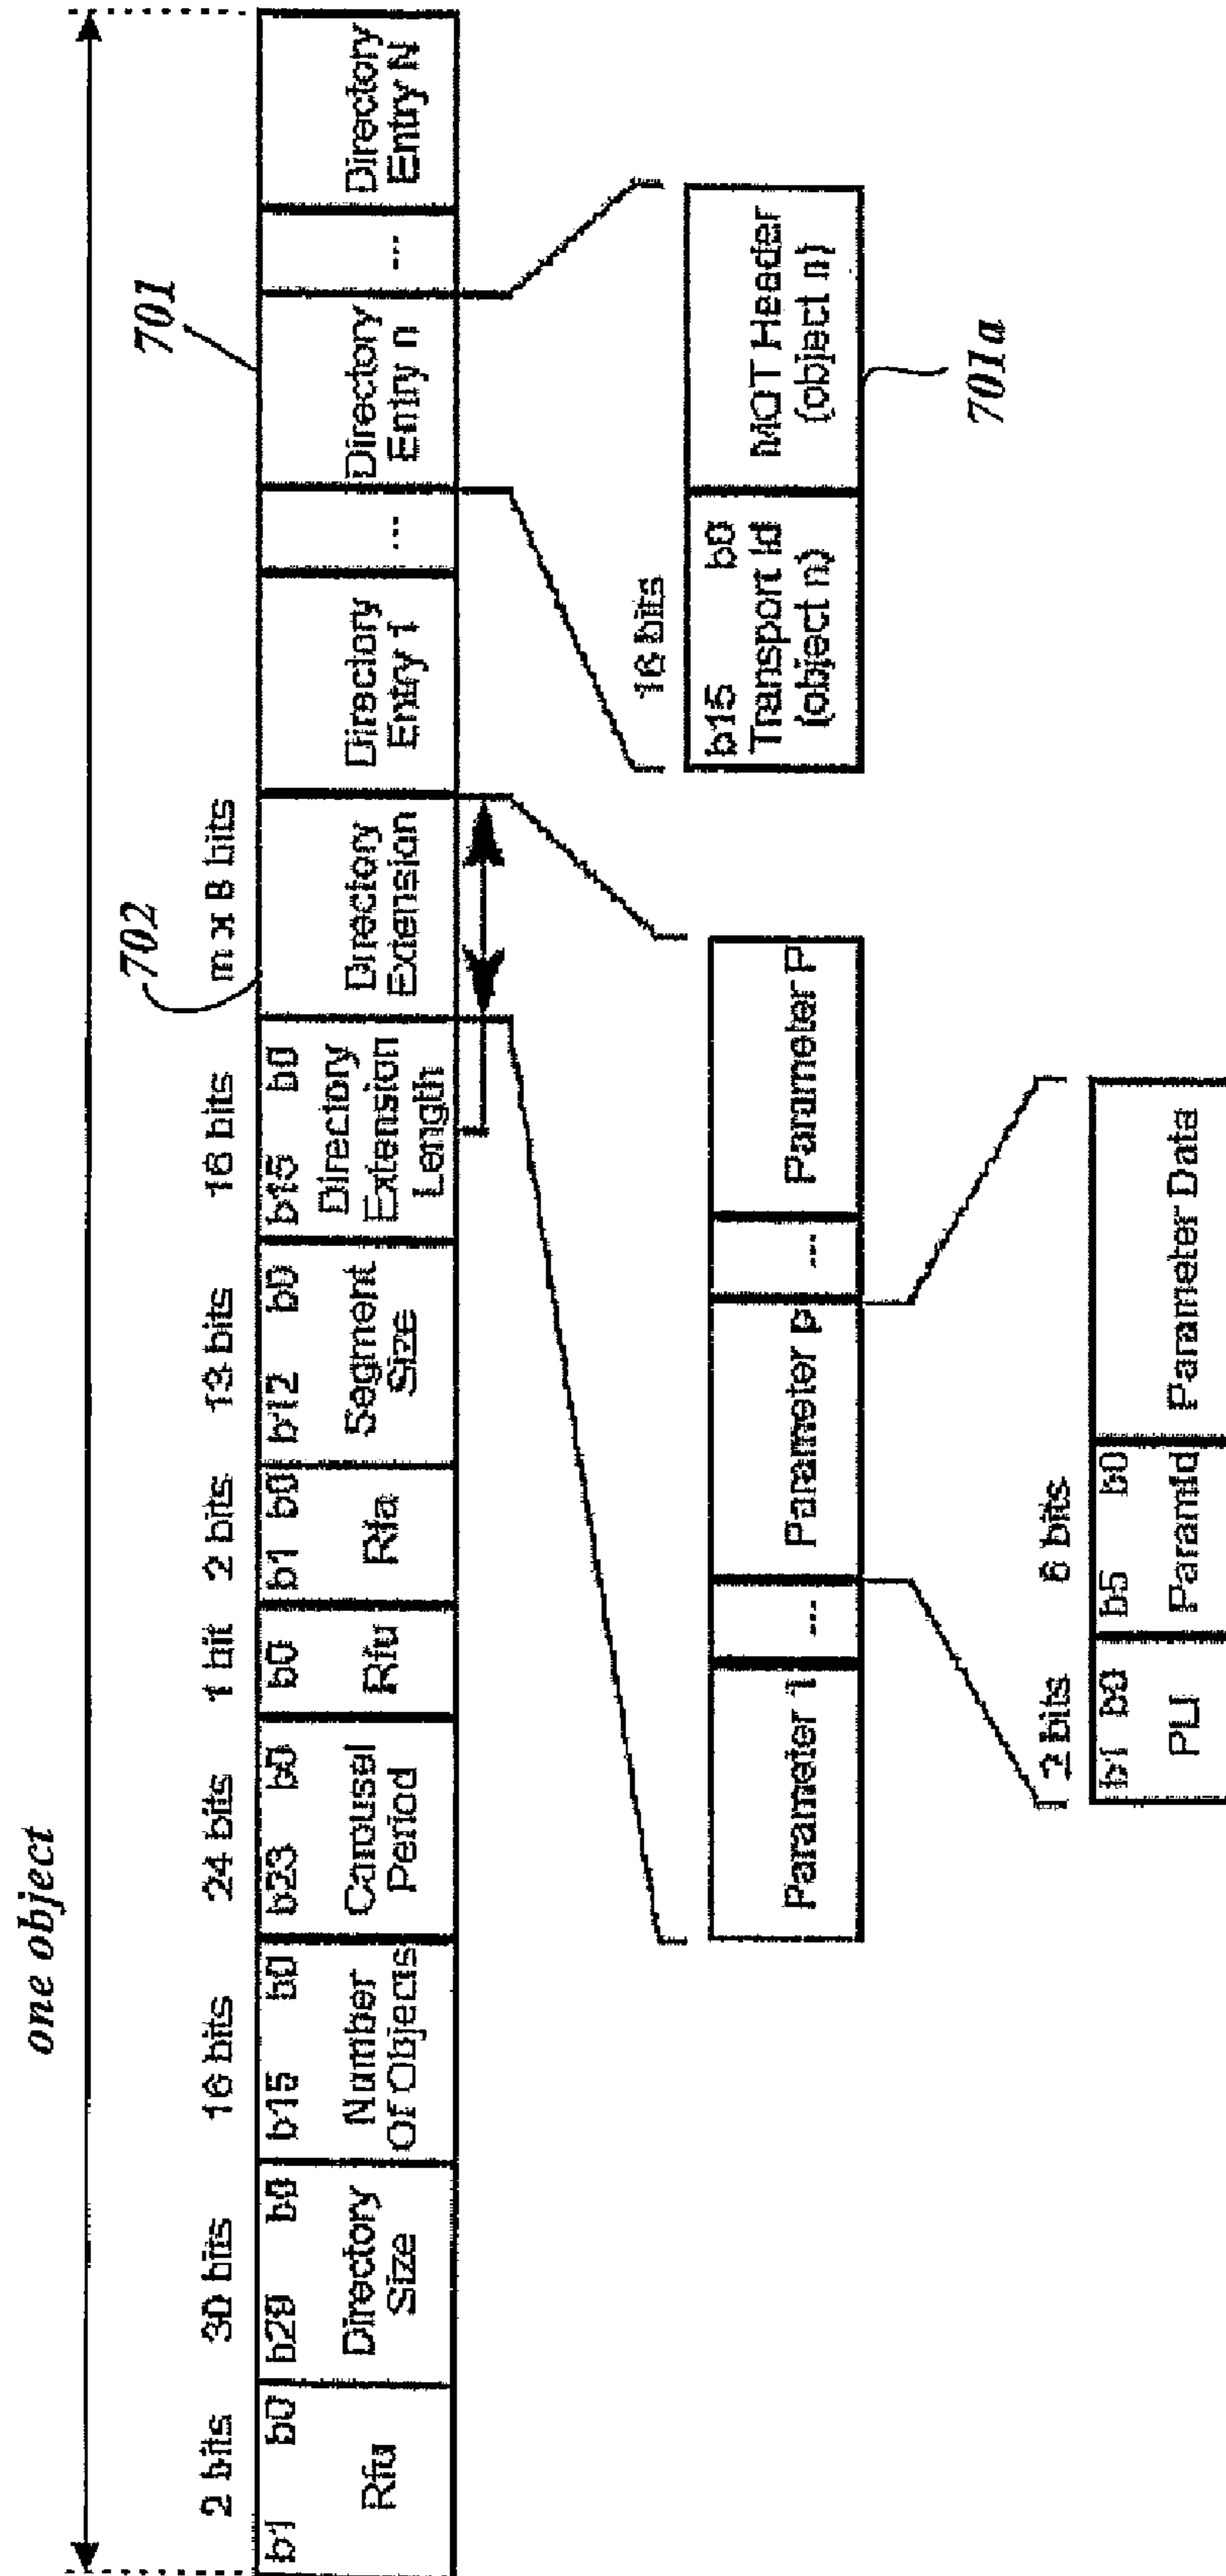 one object
2 bits 30 bits 16 bits 24 bits 1 bit 2 bits 13 bits 16 bits m x 8 bits
702
701
b1 b0
Rfu
b29 b0
Directory
Size
b15 b0
Number
Of Objects
b23 b0
Carousel
Period
b0
Rfu
b1 b0
Rfa
b12 b0
Segment
Size
b15 b0
Directory
Extension
Length
Directory
Extension
Directory
Entry 1
...
Directory
Entry n
...
Directory
Entry N
Parameter 1
...
Parameter p
...
Parameter P
16 bits
b15 b0
Transport Id
(object n)
MOT Header
(object n)
701a
2 bits 6 bits
b1 b0
PLI
b5 b0
ParamId
Parameter Data